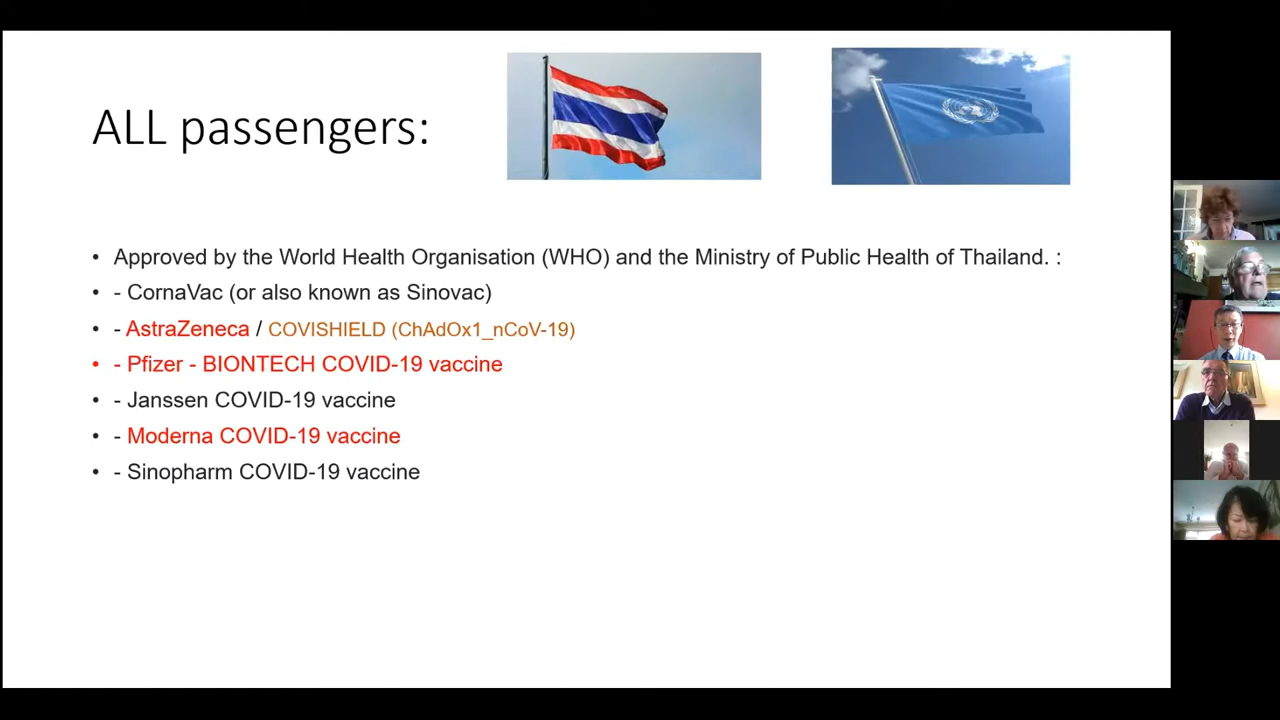 ALL passengers:
• Approved by the World Health Organisation (WHO) and the Ministry of Public Health of Thailand. :
• - CornaVac (or also known as Sinovac)
• - AstraZeneca / COVISHIELD (ChAdOx1_nCoV-19)
• - Pfizer - BIONTECH COVID-19 vaccine
• - Janssen COVID-19 vaccine
• - Moderna COVID-19 vaccine
• - Sinopharm COVID-19 vaccine